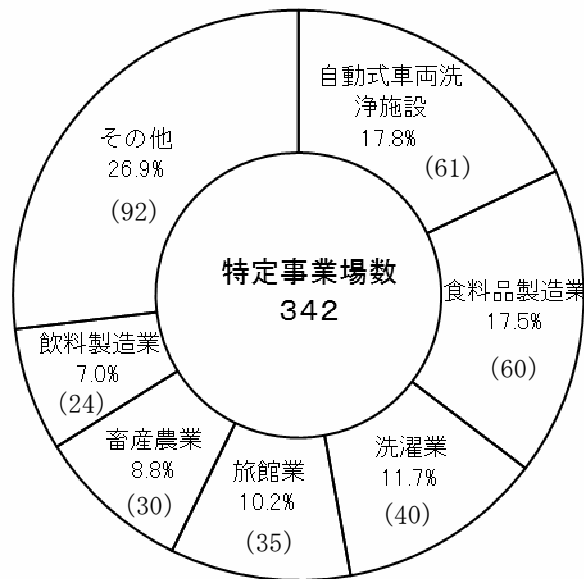 自動式車両洗
浄施設
17.8%
(61)
食料品製造業
17.5%
(60)
洗濯業
11.7%
(40)
旅館業
10.2%
(35)
畜産農業
8.8%
(30)
飲料製造業
7.0%
(24)
その他
26.9%
(92)
特定事業場数
342